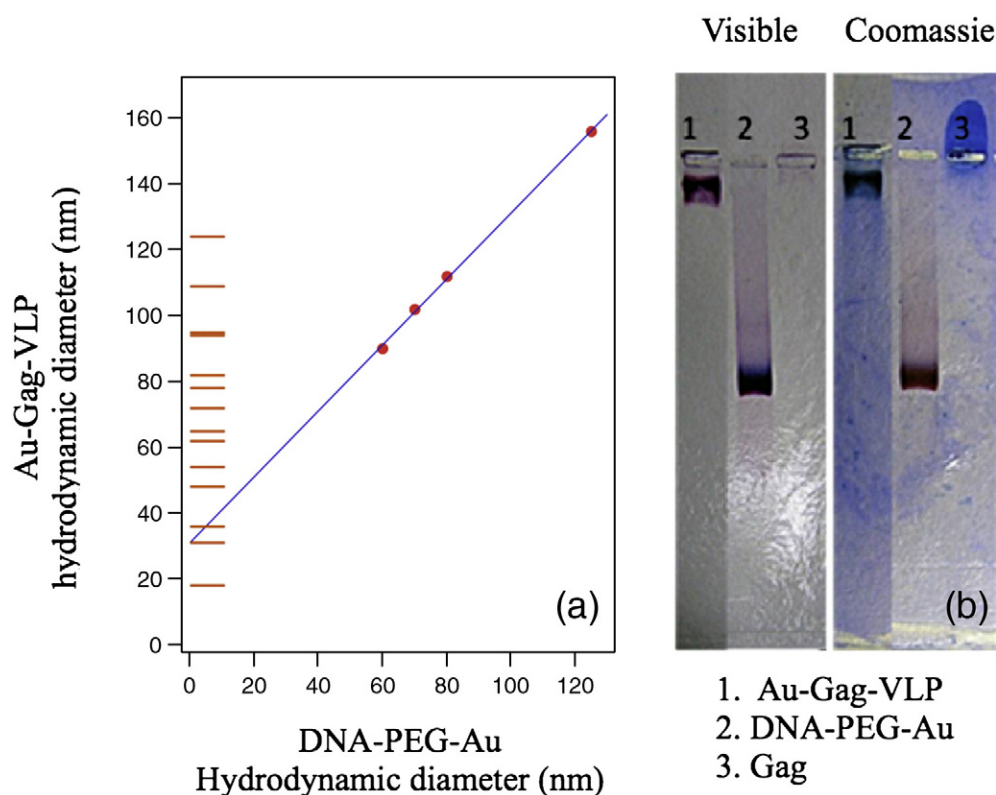 Visible
Coomassie
160
140
120
100
80
60
40
20
0
Au-Gag-VLP
hydrodynamic diameter (nm)
0 20 40 60 80 100 120
DNA-PEG-Au
Hydrodynamic diameter (nm)
(a)
1 2 3
1 2 3
(b)
1. Au-Gag-VLP
2. DNA-PEG-Au
3. Gag